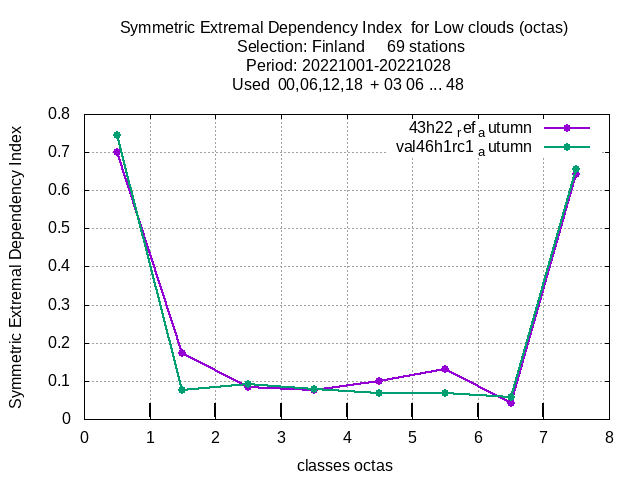 Symmetric Extremal Dependency Index for Low clouds (octas)
Selection: Finland 69 stations
Period: 20221001-20221028
Used 00,06,12,18 + 03 06 ... 48
43h22 ref autumn
val46h1rc1 autumn
Symmetric Extremal Dependency Index
0.8
0.7
0.6
0.5
0.4
0.3
0.2
0.1
0
0 1 2 3 4 5 6 7 8
classes octas